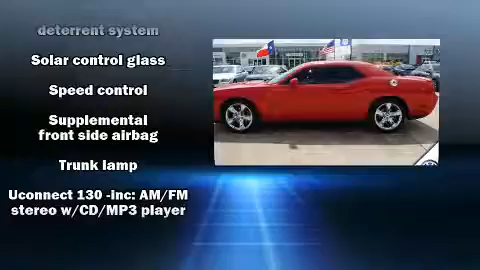 deterrent system
Solar control glass
Speed control
Supplemental
front side airbag
Trunk lamp
Uconnect 130 -inc: AM/FM
stereo w/CD/MP3 player